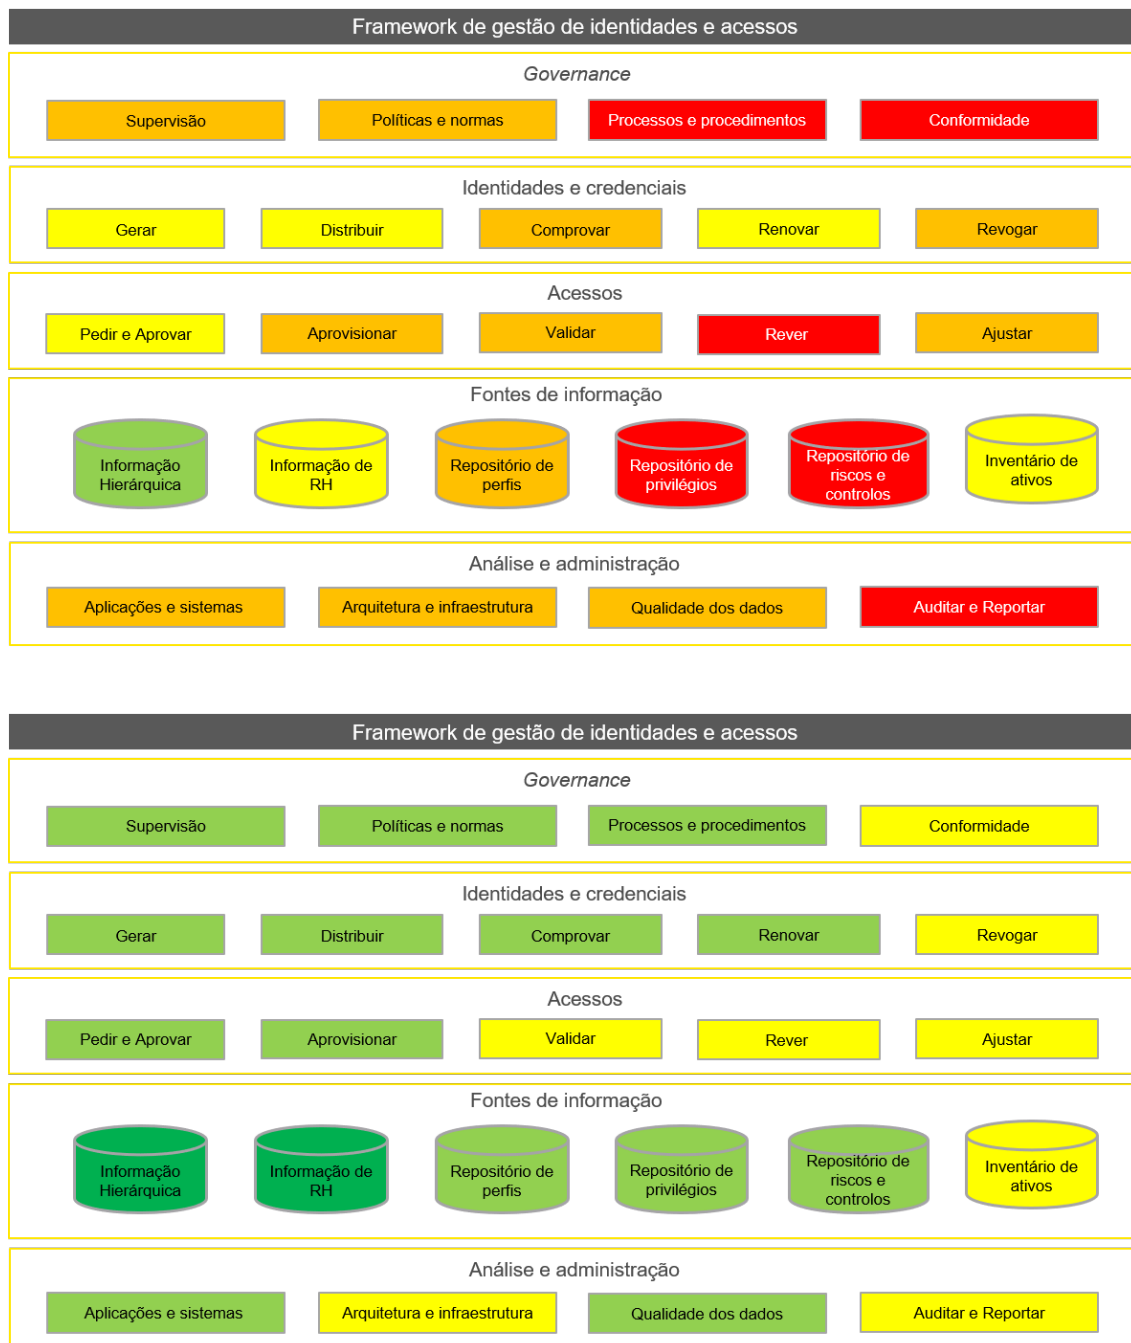 Framework de gestão de identidades e acessos
Governance
Supervisão
Políticas e normas
Processos e procedimentos
Conformidade
Identidades e credenciais
Gerar
Distribuir
Comprovar
Renovar
Revogar
Acessos
Pedir e Aprovar
Aprovisionar
Validar
Rever
Ajustar
Fontes de informação
Informação
Hierárquica
Informação de
RH
Repositório de
perfis
Repositório de
privilégios
Repositório de
riscos e
controlos
Inventário de
ativos
Análise e administração
Aplicações e sistemas
Arquitetura e infraestrutura
Qualidade dos dados
Auditar e Reportar
Framework de gestão de identidades e acessos
Governance
Supervisão
Políticas e normas
Processos e procedimentos
Conformidade
Identidades e credenciais
Gerar
Distribuir
Comprovar
Renovar
Revogar
Acessos
Pedir e Aprovar
Aprovisionar
Validar
Rever
Ajustar
Fontes de informação
Informação
Hierárquica
Informação de
RH
Repositório de
perfis
Repositório de
privilégios
Repositório de
riscos e
controlos
Inventário de
ativos
Análise e administração
Aplicações e sistemas
Arquitetura e infraestrutura
Qualidade dos dados
Auditar e Reportar